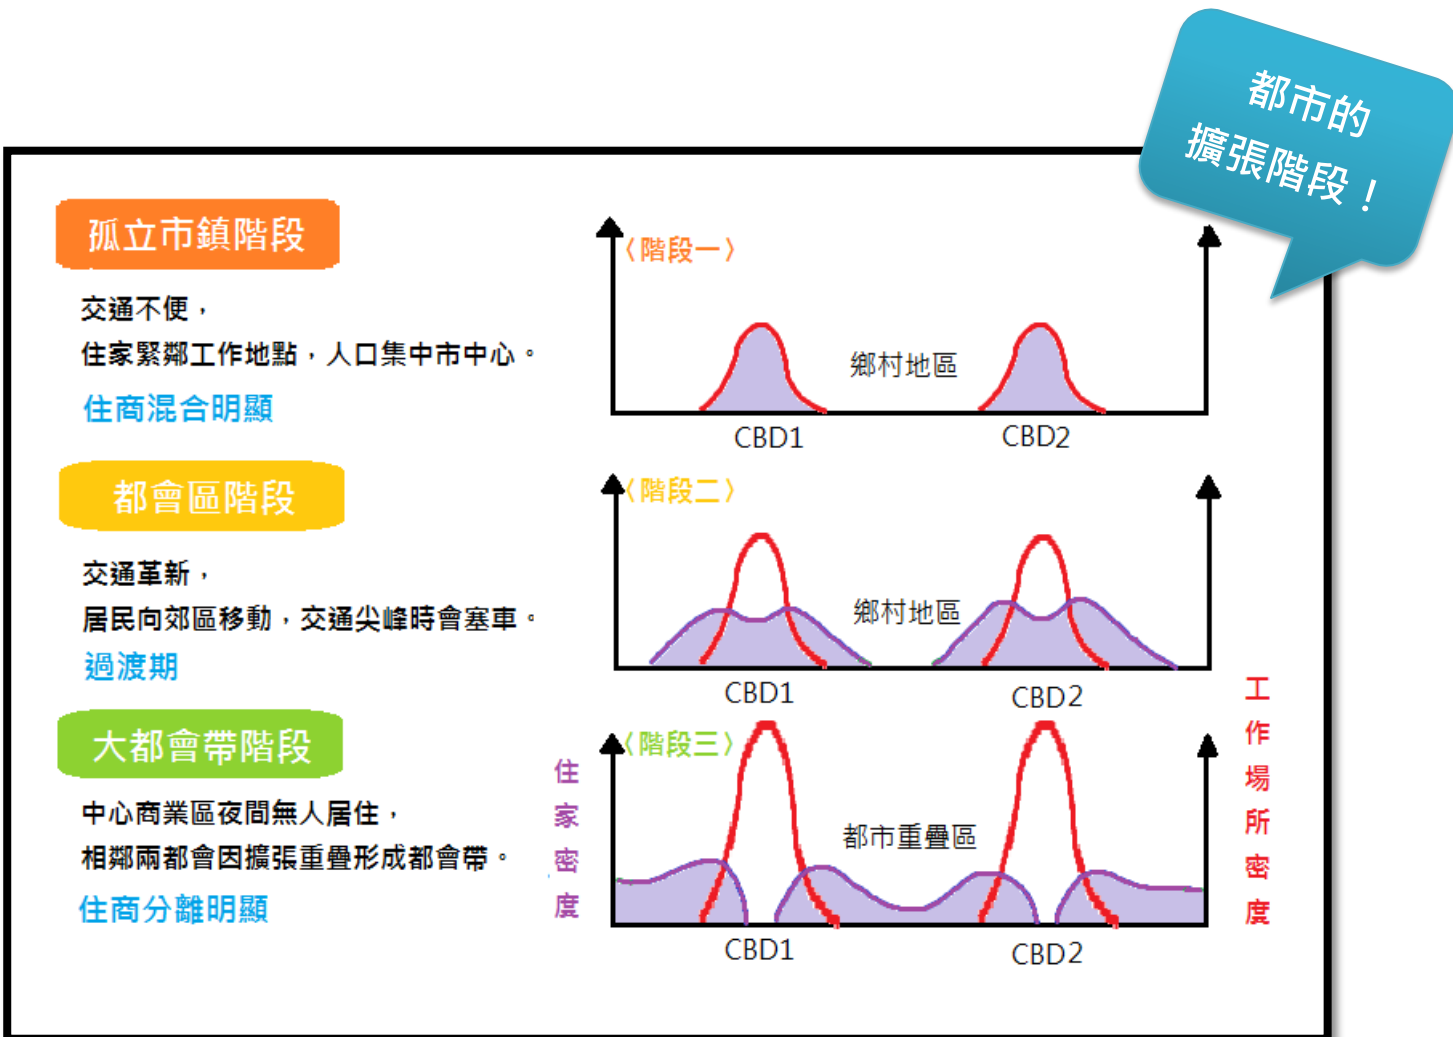 都市的
擴張階段！
孤立市鎮階段
交通不便，
住家緊鄰工作地點，人口集中市中心。
住商混合明顯
〈階段一〉
鄉村地區
CBD1
CBD2
都會區階段
交通革新，
居民向郊區移動，交通尖峰時會塞車。
過渡期
〈階段二〉
鄉村地區
CBD1
CBD2
大都會帶階段
中心商業區夜間無人居住，
相鄰兩都會因擴張重疊形成都會帶。
住商分離明顯
〈階段三〉
都市重疊區
CBD1
CBD2
住家密度
工作場所密度